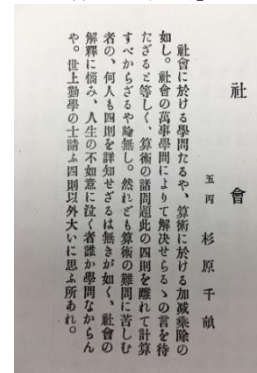 社會
五丙 杉原千畝
社會に於ける學問たるや、算術に於ける加減乘除の
如し。社會の萬事學問によりて解決せらるゝの言を待
たざると等しく、算術の諸問題此の四則を離れて計算
すべからざるや論無し。然れども算術の難問に苦しむ
者の、何人も四則を詳知せざるは無きが如く、社會の
解釋に惱み、人生の不如意に泣く者誰か學問なからん
や。世上勤學の士請ふ四則以外大いに思ふ所あれ。